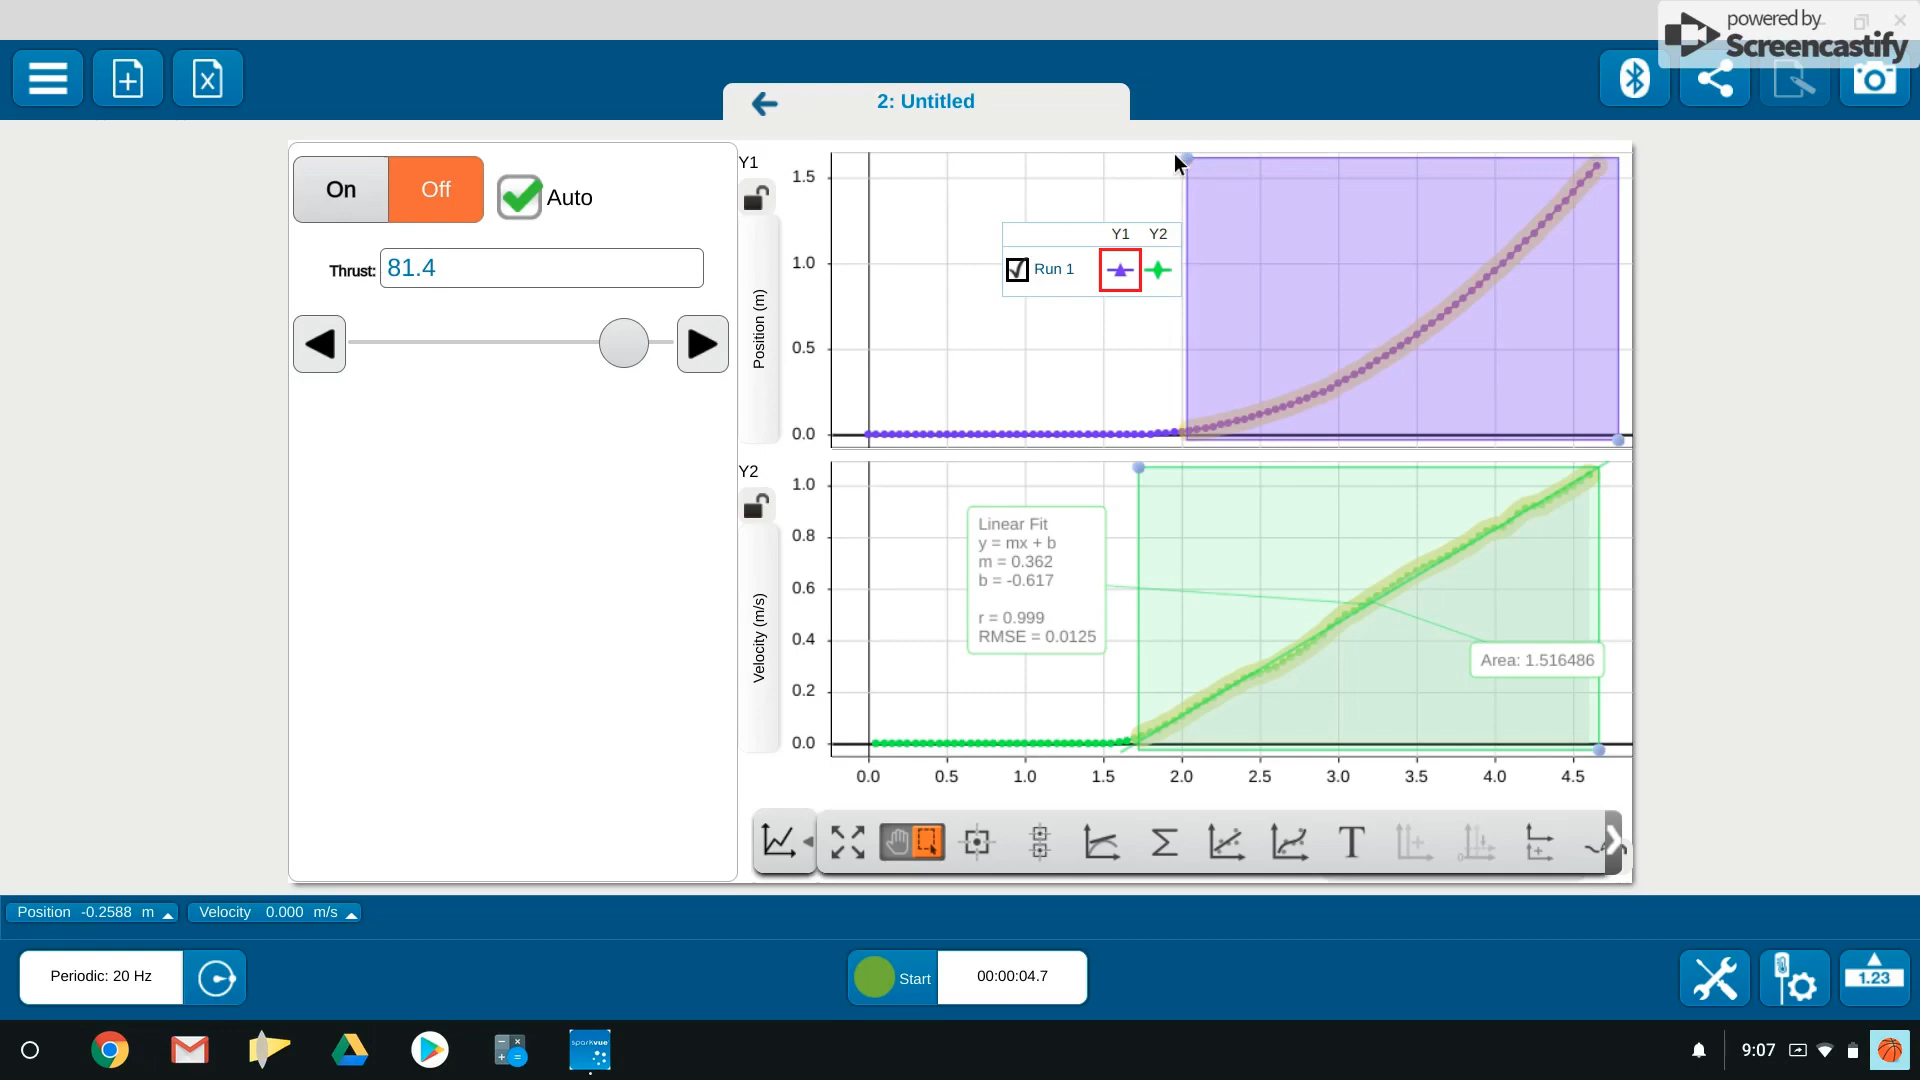 powered by
Screencastify
2: Untitled
On
Off
Auto
Thrust:
81.4
Y1
1.5
1.0
0.5
0.0
Position (m)
Y1 Y2
Run 1
Y2
1.0
0.8
0.6
0.4
0.2
0.0
Velocity (m/s)
Linear Fit
y = mx + b
m = 0.362
b = -0.617
r = 0.999
RMSE = 0.0125
Area: 1.516486
0.0 0.5 1.0 1.5 2.0 2.5 3.0 3.5 4.0 4.5
Σ
T
Position -0.2588 m
Velocity 0.000 m/s
Periodic: 20 Hz
Start
00:00:04.7
1.23
sparkvue
9:07